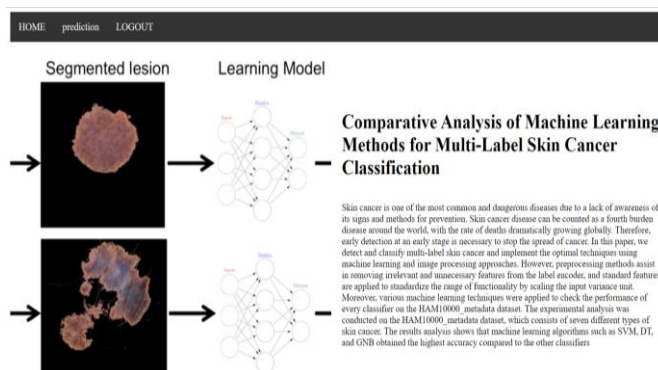 HOME prediction LOGOUT
Segmented lesion Learning Model
Comparative Analysis of Machine Learning
Methods for Multi-Label Skin Cancer
Classification
Skin cancer is one of the most common and dangerous diseases due to a lack of awareness of
its signs and methods for prevention. Skin cancer disease can be counted as a fourth burden
disease around the world, with the rate of deaths dramatically growing globally. Therefore,
early detection at an early stage is necessary to stop the spread of cancer. In this paper, we
detect and classify multi-label skin cancer and implement the optimal techniques using
machine learning and image processing approaches. However, preprocessing methods assist
in removing irrelevant and unnecessary features from the label encoder, and standard features
are applied to standardize the range of functionality by scaling the input variance unit.
Moreover, various machine learning techniques were applied to check the performance of
every classifier on the HAM10000_metadata dataset. The experimental analysis was
conducted on the HAM10000_metadata dataset, which consists of seven different types of
skin cancer. The results analysis shows that machine learning algorithms such as SVM, DT,
and GNB obtained the highest accuracy compared to the other classifiers